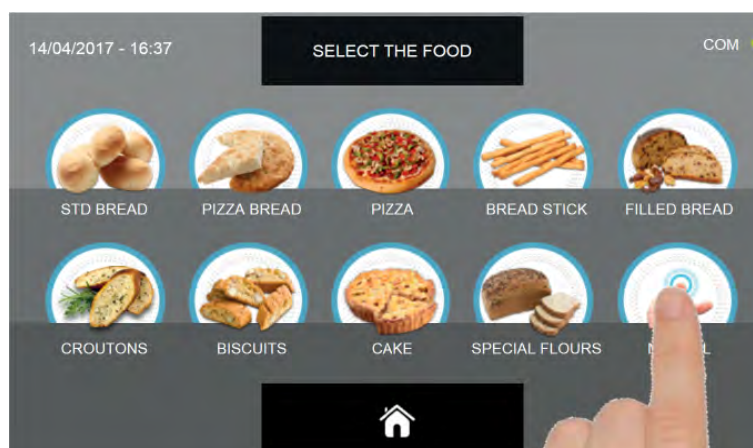 14/04/2017 - 16:37
SELECT THE FOOD
COM
STD BREAD
PIZZA BREAD
PIZZA
BREAD STICK
FILLED BREAD
CROUTONS
BISCUITS
CAKE
SPECIAL FLOURS